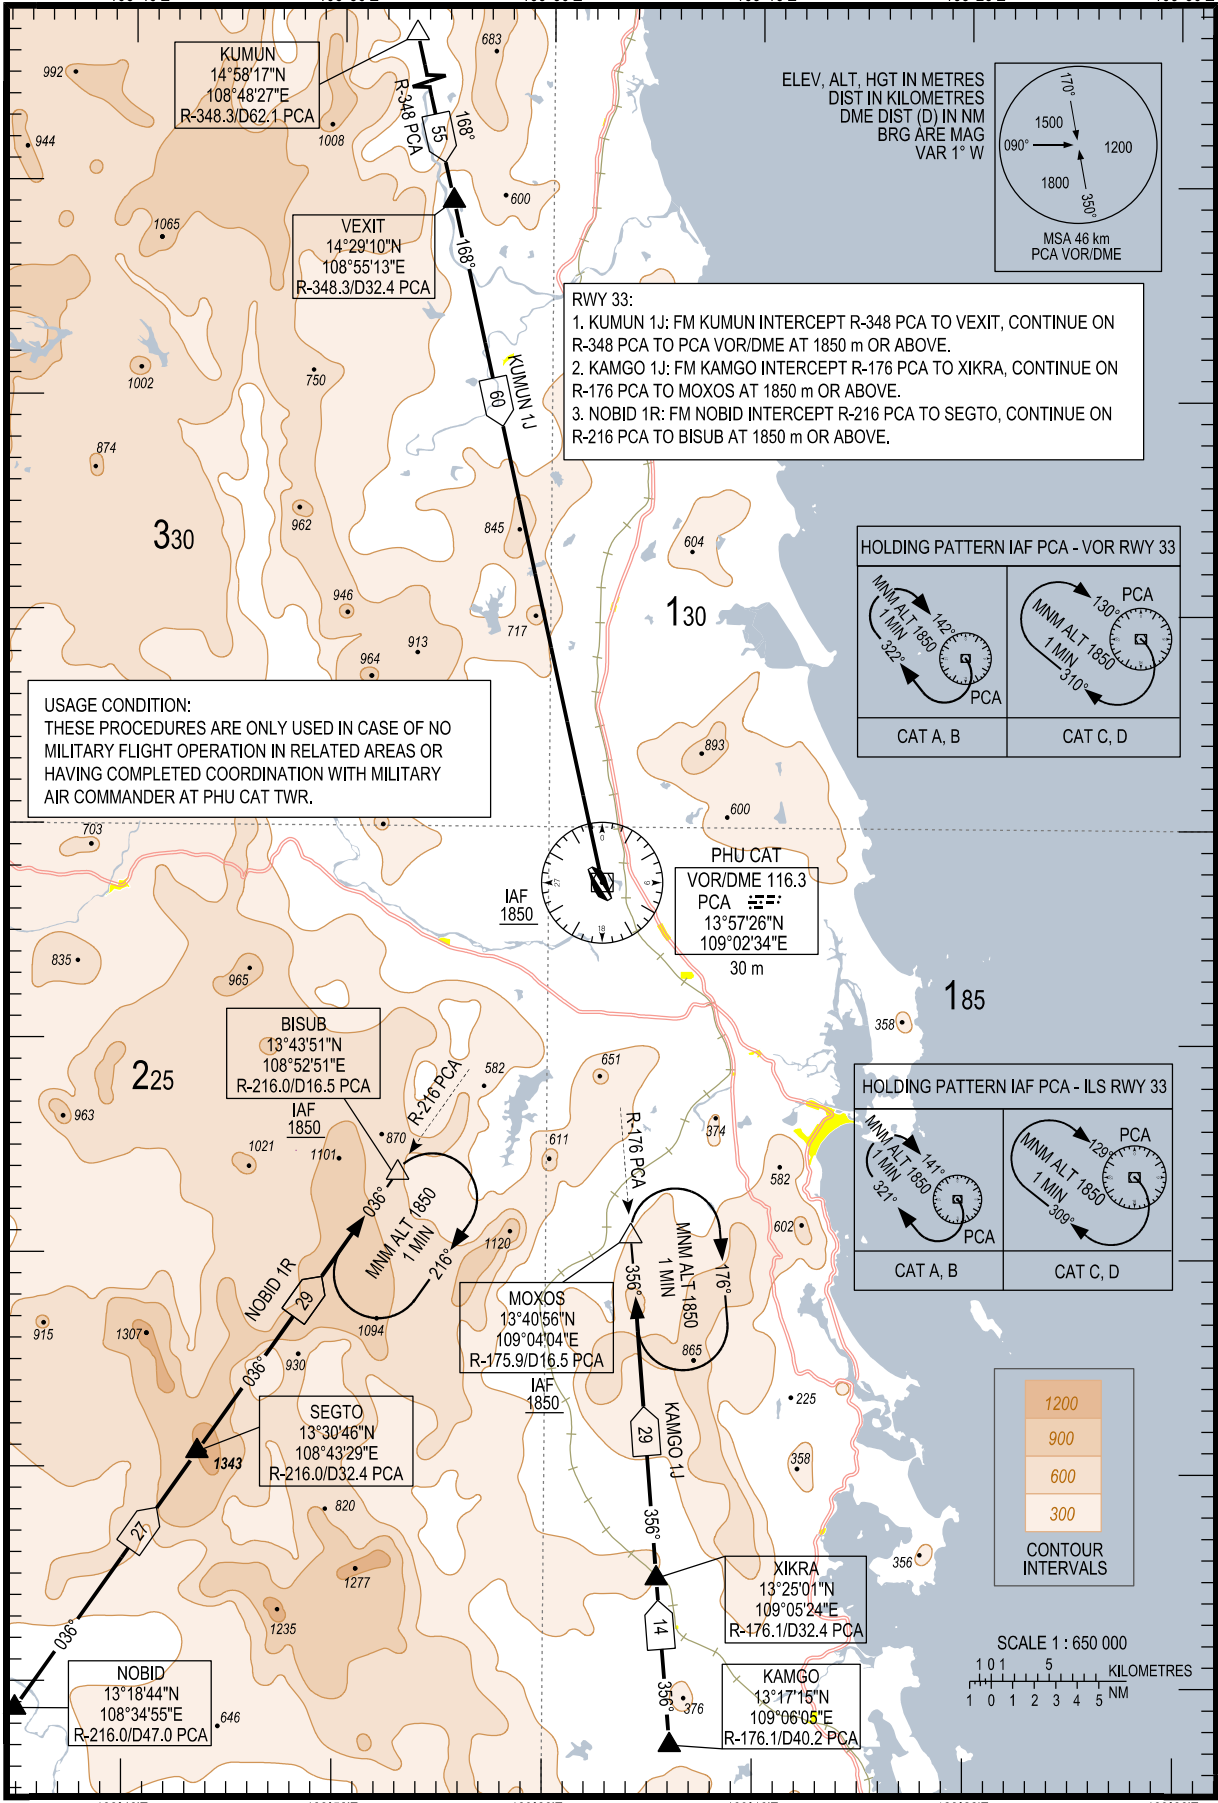 KUMUN
14°58'17"N
108°48'27"E
R-348.3/D62.1 PCA
992
944
683
1008
R-348 PCA
55
168°
600
1065
VEXIT
14°29'10"N
108°55'13"E
R-348.3/D32.4 PCA
168°
ELEV, ALT, HGT IN METRES
DIST IN KILOMETRES
DME DIST (D) IN NM
BRG ARE MAG
VAR 1° W
170°
1500
090°
1200
1800
350°
MSA 46 km
PCA VOR/DME
RWY 33:
1. KUMUN 1J: FM KUMUN INTERCEPT R-348 PCA TO VEXIT, CONTINUE ON
R-348 PCA TO PCA VOR/DME AT 1850 m OR ABOVE.
2. KAMGO 1J: FM KAMGO INTERCEPT R-176 PCA TO XIKRA, CONTINUE ON
R-176 PCA TO MOXOS AT 1850 m OR ABOVE.
3. NOBID 1R: FM NOBID INTERCEPT R-216 PCA TO SEGTO, CONTINUE ON
R-216 PCA TO BISUB AT 1850 m OR ABOVE.
1002
750
KUMUN 1J
60
874
962
845
330
604
946
717
130
913
964
HOLDING PATTERN IAF PCA - VOR RWY 33
MNM ALT 1850
1 MIN
142°
322°
PCA
CAT A, B
MNM ALT 1850
1 MIN
130°
310°
PCA
CAT C, D
USAGE CONDITION:
THESE PROCEDURES ARE ONLY USED IN CASE OF NO
MILITARY FLIGHT OPERATION IN RELATED AREAS OR
HAVING COMPLETED COORDINATION WITH MILITARY
AIR COMMANDER AT PHU CAT TWR.
893
600
703
0
9
18
27
IAF
1850
PHU CAT
VOR/DME 116.3
PCA
13°57'26"N
109°02'34"E
30 m
835
965
185
358
BISUB
13°43'51"N
108°52'51"E
R-216.0/D16.5 PCA
IAF
1850
225
963
1021
1101
870
R-216 PCA
582
651
611
R-176 PCA
374
582
602
HOLDING PATTERN IAF PCA - ILS RWY 33
MNM ALT 1850
1 MIN
141°
321°
PCA
CAT A, B
MNM ALT 1850
1 MIN
129°
309°
PCA
CAT C, D
036°
MNM ALT 1850
1 MIN
216°
1120
1094
NOBID 1R
29
MOXOS
13°40'56"N
109°04'04"E
R-175.9/D16.5 PCA
IAF
1850
356°
MNM ALT 1850
1 MIN
176°
865
915
1307
930
036°
SEGTO
13°30'46"N
108°43'29"E
R-216.0/D32.4 PCA
1343
KAMGO 1J
29
225
358
1200
900
600
300
CONTOUR
INTERVALS
820
27
356°
1277
1235
XIKRA
13°25'01"N
109°05'24"E
R-176.1/D32.4 PCA
356
14
036°
NOBID
13°18'44"N
108°34'55"E
R-216.0/D47.0 PCA
646
356°
376
KAMGO
13°17'15"N
109°06'05"E
R-176.1/D40.2 PCA
SCALE 1 : 650 000
1 0 1 5 KILOMETRES
1 0 1 2 3 4 5 NM